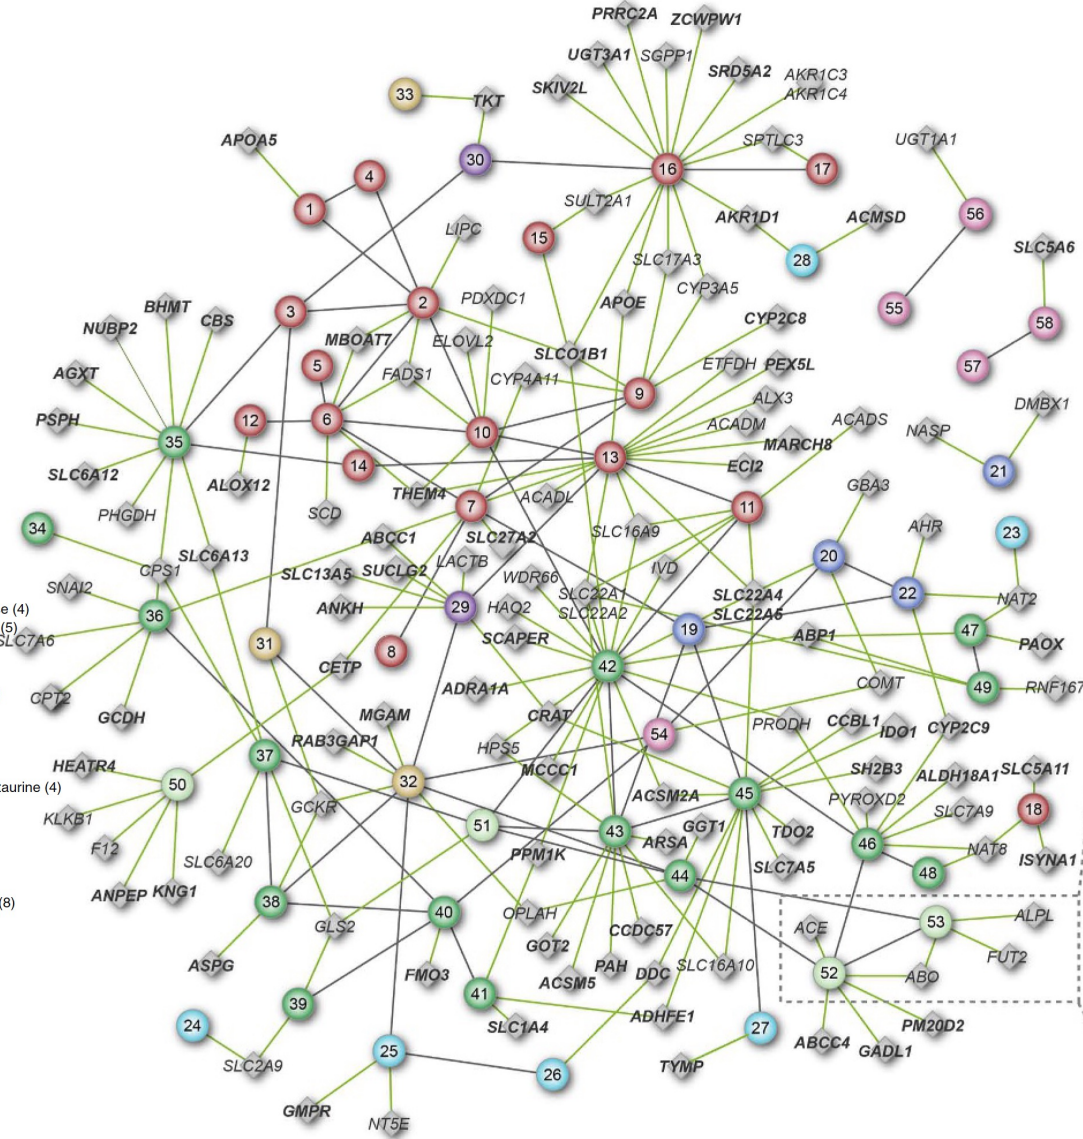 PRRC2A
ZCWPW1
UGT3A1
SGPP1
SRD5A2
AKR1C3
SKIV2L
AKR1C4
33
TKT
APOA5
SPTLC3
UGT1A1
30
16
17
4
SULT2A1
1
AKR1D1
ACMSD
56
LIPC
15
SLC5A6
28
SLC17A3
CYP3A5
2
PDXDC1
APOE
3
BHMT
CBS
CYP2C8
55
58
NUBP2
MBOAT7
ELOVL2
SLCO1B1
5
FADS1
CYP4A11
ETFDH
PEX5L
57
AGXT
9
ALX3
DMBX1
PSPH
12
6
10
ACADM
ACADS
NASP
35
MARCH8
14
13
ECI2
21
SLC6A12
ALOX12
THEM4
ACADL
GBA3
PHGDH
SCD
7
11
34
ABCC1
SLC27A2
SLC16A9
AHR
23
CPS1
SLC6A13
LACTB
20
SNAI2
SLC13A5
SUCLG2
WDR66
IVD
e (4)
SLC22A1
SLC22A4
22
NAT2
36
ANKH
29
HAO2
SLC22A2
SLC22A5
(5)
SLC7A6
31
SCAPER
19
ABP1
47
PAOX
8
CETP
42
CPT2
ADRA1A
COMT
49
RNF167
GCDH
MGAM
CRAT
PRODH
CCBL1
RAB3GAP1
HPS5
54
IDO1
CYP2C9
HEATR4
37
MCCC1
SH2B3
ALDH18A1
SLC5A11
50
32
taurine (4)
ACSM2A
45
PYROXD2
KLKB1
GCKR
SLC7A9
18
F12
51
43
GGT1
TDO2
ARSA
46
NAT8
SLC6A20
PPM1K
SLC7A5
ISYNA1
ANPEP
KNG1
44
48
(8)
38
40
OPLAH
53
ALPL
GLS2
CCDC57
ACE
GOT2
FUT2
ASPG
FMO3
PAH
DDC
SLC16A10
52
ABO
ACSM5
41
39
ADHFE1
24
SLC1A4
27
PM20D2
ABCC4
GADL1
SLC2A9
25
TYMP
26
GMPR
NT5E